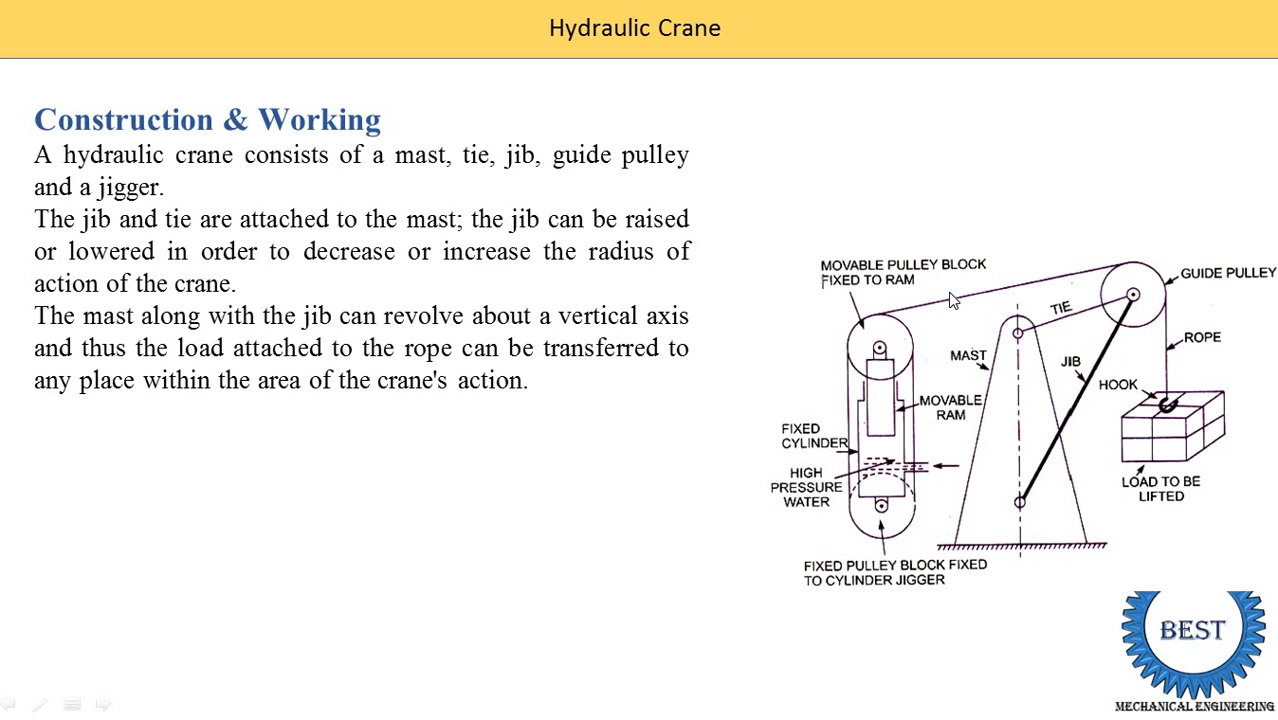 Hydraulic Crane
Construction & Working
A hydraulic crane consists of a mast, tie, jib, guide pulley
and a jigger.
The jib and tie are attached to the mast; the jib can be raised
or lowered in order to decrease or increase the radius of
action of the crane.
The mast along with the jib can revolve about a vertical axis
and thus the load attached to the rope can be transferred to
any place within the area of the crane's action.
MOVABLE PULLEY BLOCK
FIXED TO RAM
GUIDE PULLEY
TIE
ROPE
MAST
JIB
HOOK
MOVABLE
RAM
FIXED
CYLINDER
HIGH
PRESSURE
WATER
LOAD TO BE
LIFTED
FIXED PULLEY BLOCK FIXED
TO CYLINDER JIGGER
BEST
MECHANICAL ENGINEERING